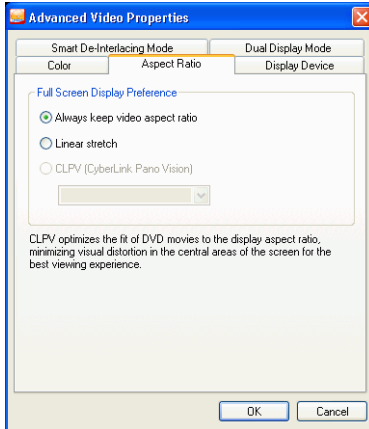 Advanced Video Properties
Smart De-Interlacing Mode
Dual Display Mode
Color
Aspect Ratio
Display Device
Full Screen Display Preference
Always keep video aspect ratio
Linear stretch
CLPV (CyberLink Pano Vision)
CLPV optimizes the fit of DVD movies to the display aspect ratio,
minimizing visual distortion in the central areas of the screen for the
best viewing experience.
OK
Cancel